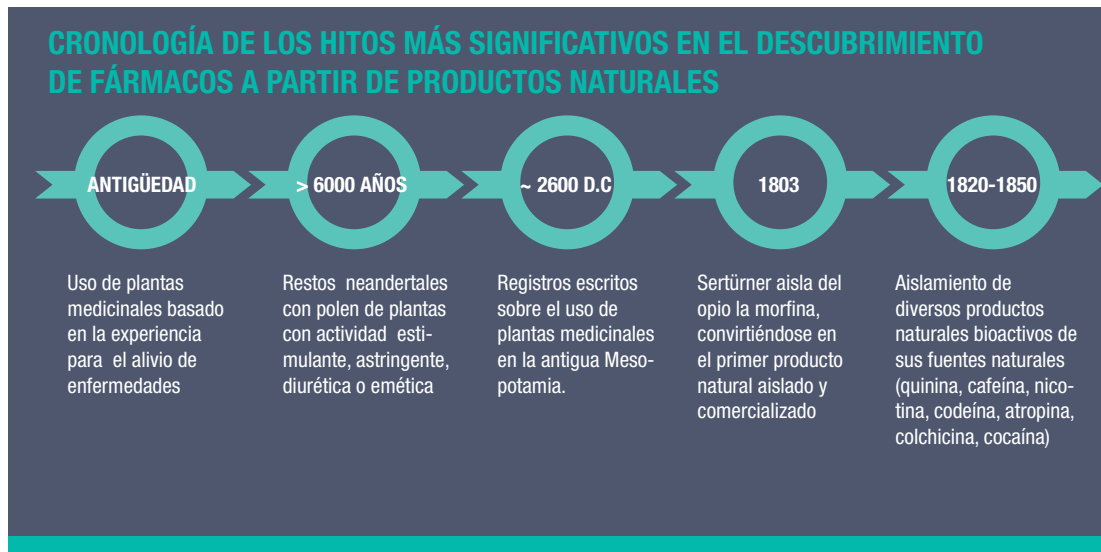 CRONOLOGÍA DE LOS HITOS MÁS SIGNIFICATIVOS EN EL DESCUBRIMIENTO
DE FÁRMACOS A PARTIR DE PRODUCTOS NATURALES
ANTIGÜEDAD
Uso de plantas
medicinales basado
en la experiencia
para el alivio de
enfermedades
> 6000 AÑOS
Restos neandertales
con polen de plantas
con actividad esti-
mulante, astringente,
diurética o emética
~ 2600 D.C
Registros escritos
sobre el uso de
plantas medicinales
en la antigua Meso-
potamia.
1803
Sertürner aisla del
opio la morfina,
convirtiéndose en
el primer producto
natural aislado y
comercializado
1820-1850
Aislamiento de
diversos productos
naturales bioactivos de
sus fuentes naturales
(quinina, cafeína, nico-
tina, codeína, atropina,
colchicina, cocaína)